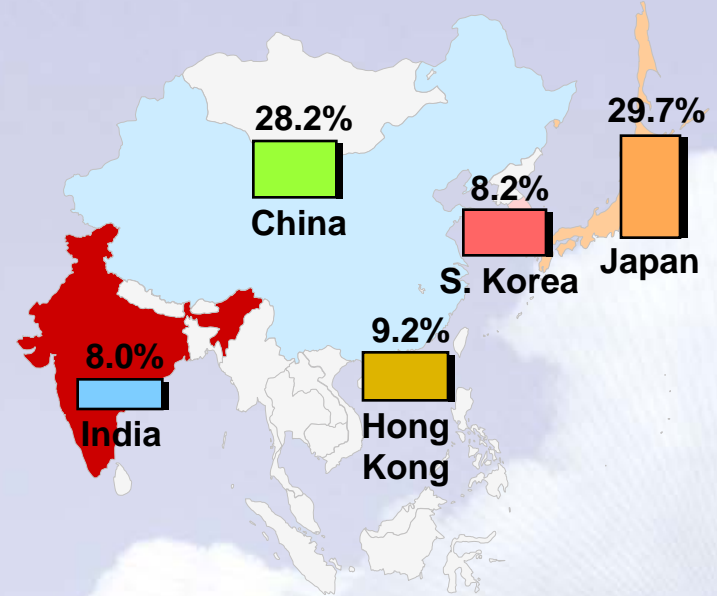 28.2%
China
29.7%
Japan
8.2%
S. Korea
8.0%
India
9.2%
Hong
Kong